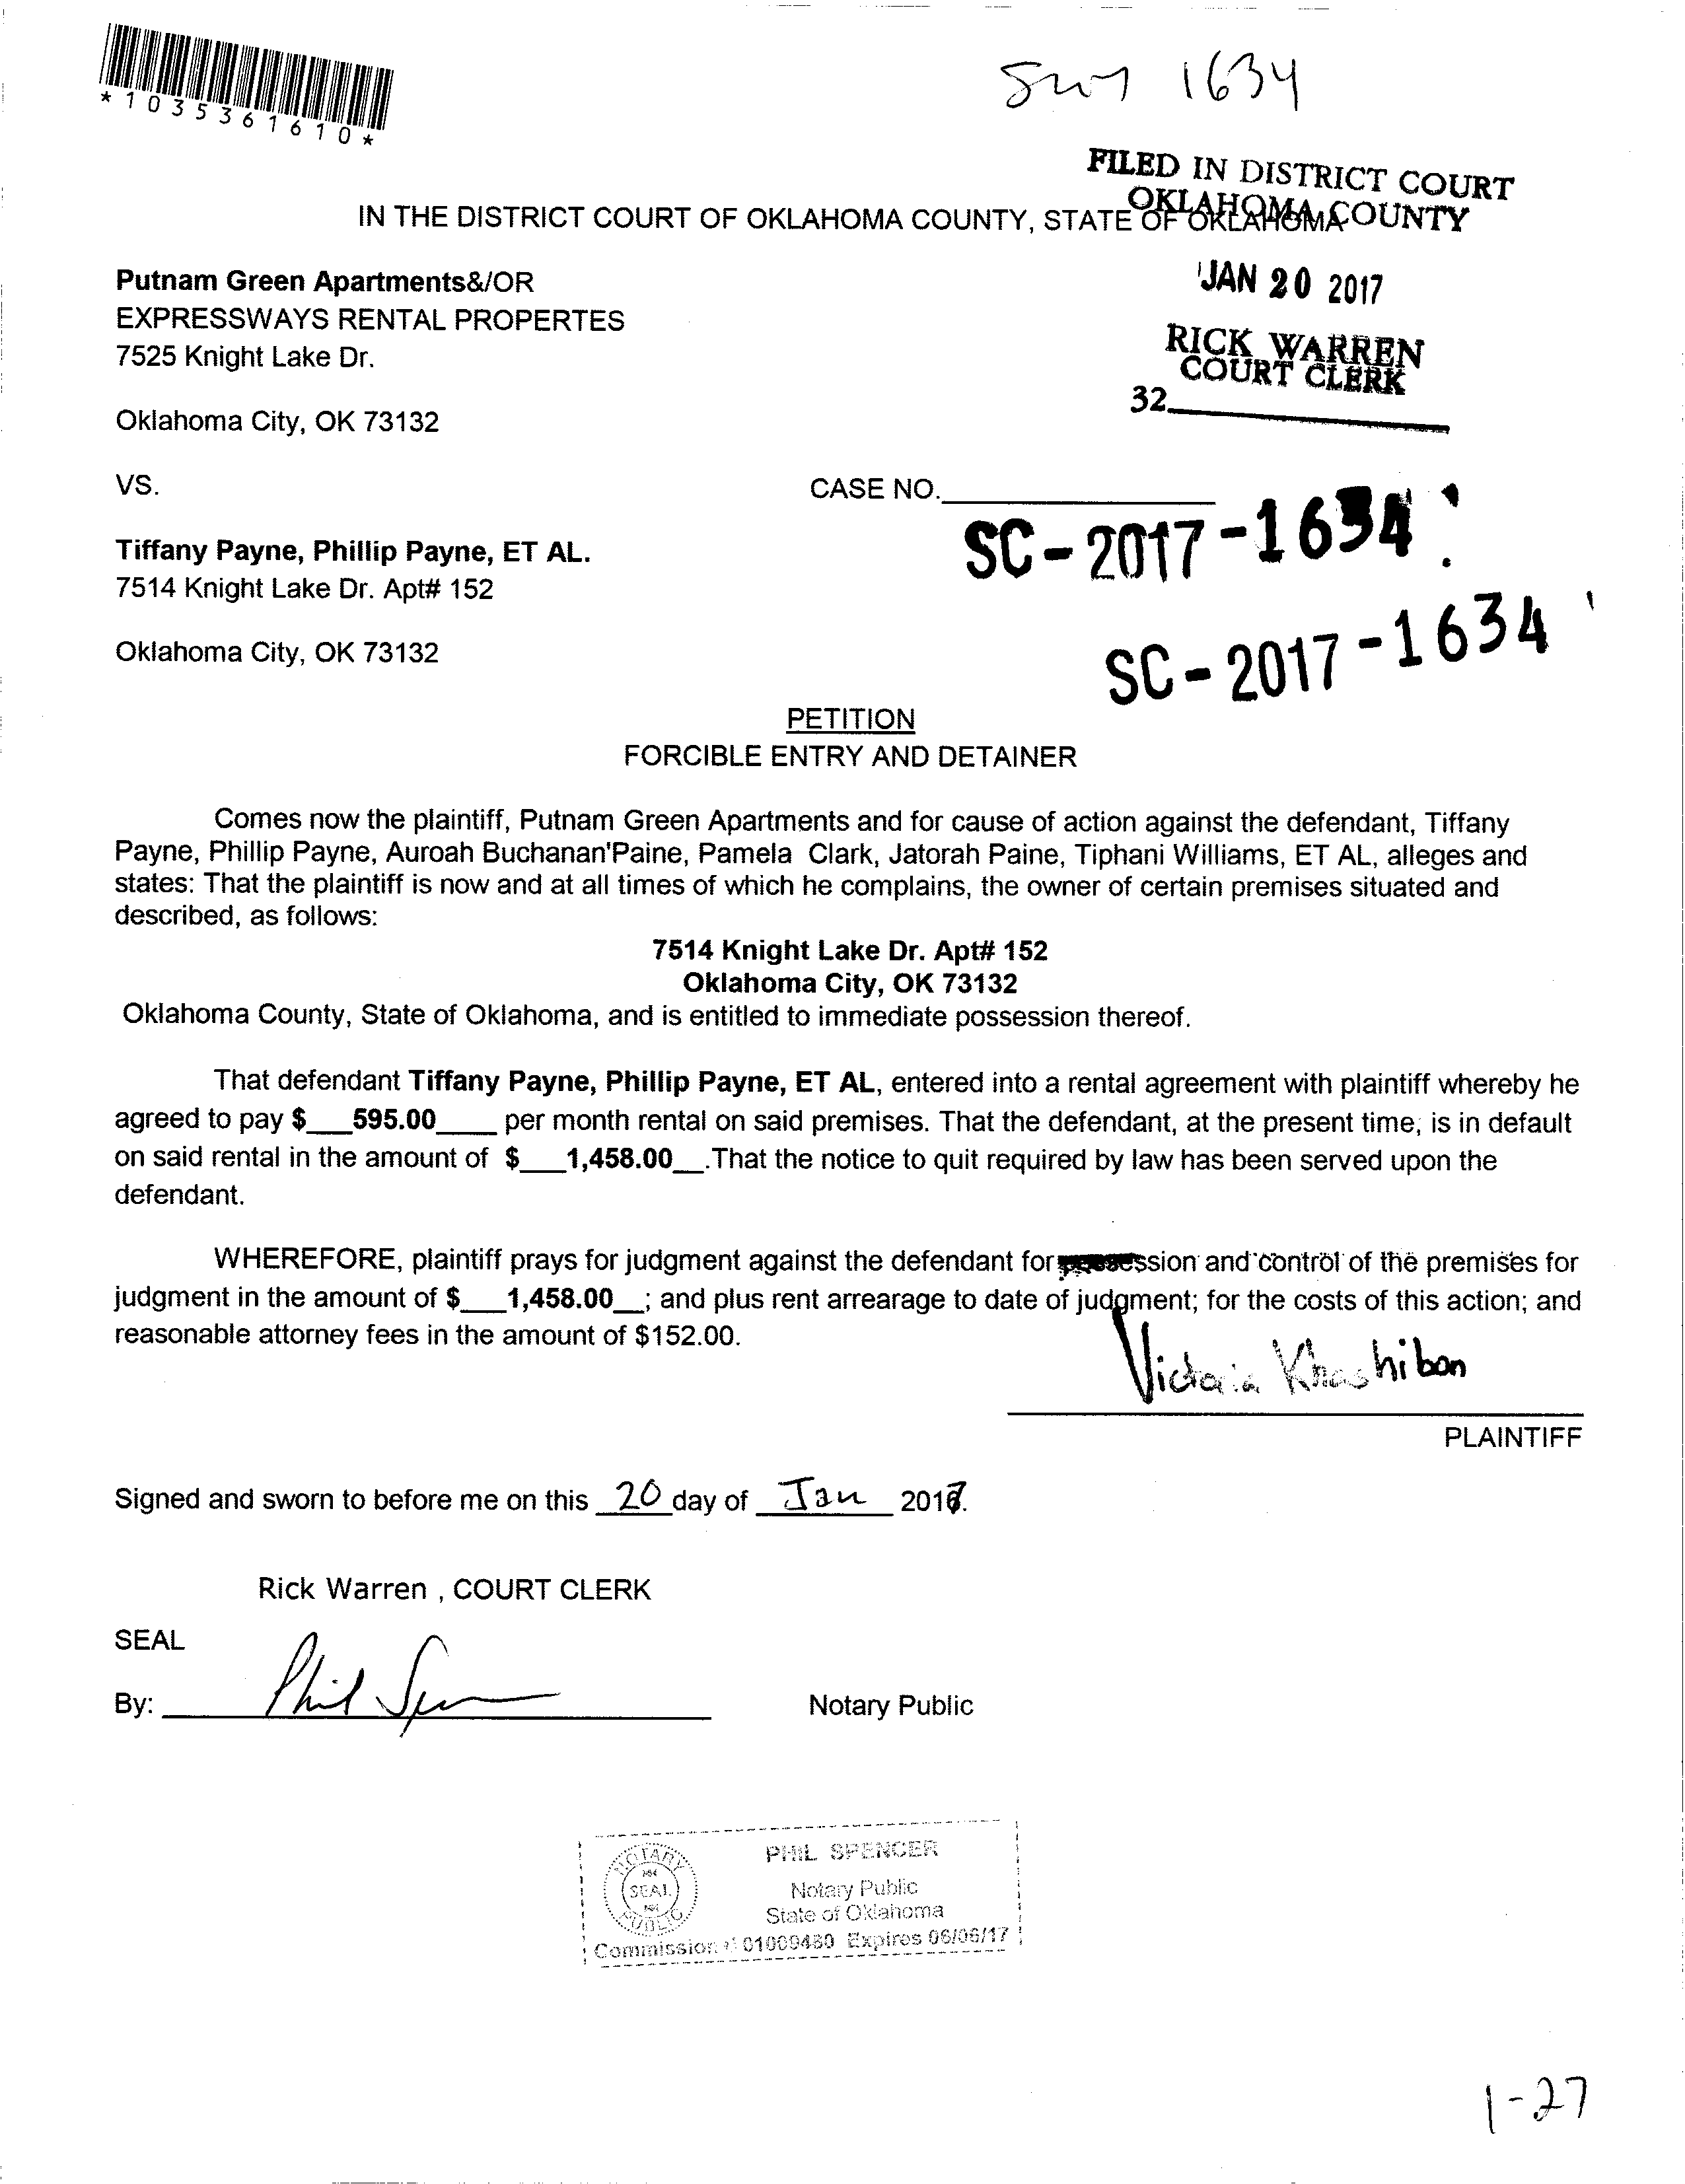 *1035361610*
1634
FILED IN DISTRICT COURT
OKLAHOMA COUNTY
IN THE DISTRICT COURT OF OKLAHOMA COUNTY, STATE OF OKLAHOMA
JAN 20 2017
Putnam Green Apartments&/OR
EXPRESSWAYS RENTAL PROPERTES
7525 Knight Lake Dr.
RICK WARREN
COURT CLERK
32
Oklahoma City, OK 73132
VS.
CASE NO.
SC-2017-1634
Tiffany Payne, Phillip Payne, ET AL.
7514 Knight Lake Dr. Apt# 152
Oklahoma City, OK 73132
SC-2017-1634
PETITION
FORCIBLE ENTRY AND DETAINER
Comes now the plaintiff, Putnam Green Apartments and for cause of action against the defendant, Tiffany
Payne, Phillip Payne, Auroah Buchanan'Paine, Pamela Clark, Jatorah Paine, Tiphani Williams, ET AL, alleges and
states: That the plaintiff is now and at all times of which he complains, the owner of certain premises situated and
described, as follows:
7514 Knight Lake Dr. Apt# 152
Oklahoma City, OK 73132
Oklahoma County, State of Oklahoma, and is entitled to immediate possession thereof.
That defendant Tiffany Payne, Phillip Payne, ET AL, entered into a rental agreement with plaintiff whereby he
agreed to pay $___595.00____ per month rental on said premises. That the defendant, at the present time, is in default
on said rental in the amount of $___1,458.00__.That the notice to quit required by law has been served upon the
defendant.
WHEREFORE, plaintiff prays for judgment against the defendant for possession and control of the premises for
judgment in the amount of $___1,458.00__; and plus rent arrearage to date of judgment; for the costs of this action; and
reasonable attorney fees in the amount of $152.00.
Victoria Khashiban
PLAINTIFF
Signed and sworn to before me on this 20 day of Jan 2017.
Rick Warren , COURT CLERK
SEAL
By: Phil Spencer
Notary Public
NOTARY
SEAL
PUBLIC
PHIL SPENCER
Notary Public
State of Oklahoma
Commission # 01009480 Expires 06/06/17
1-27